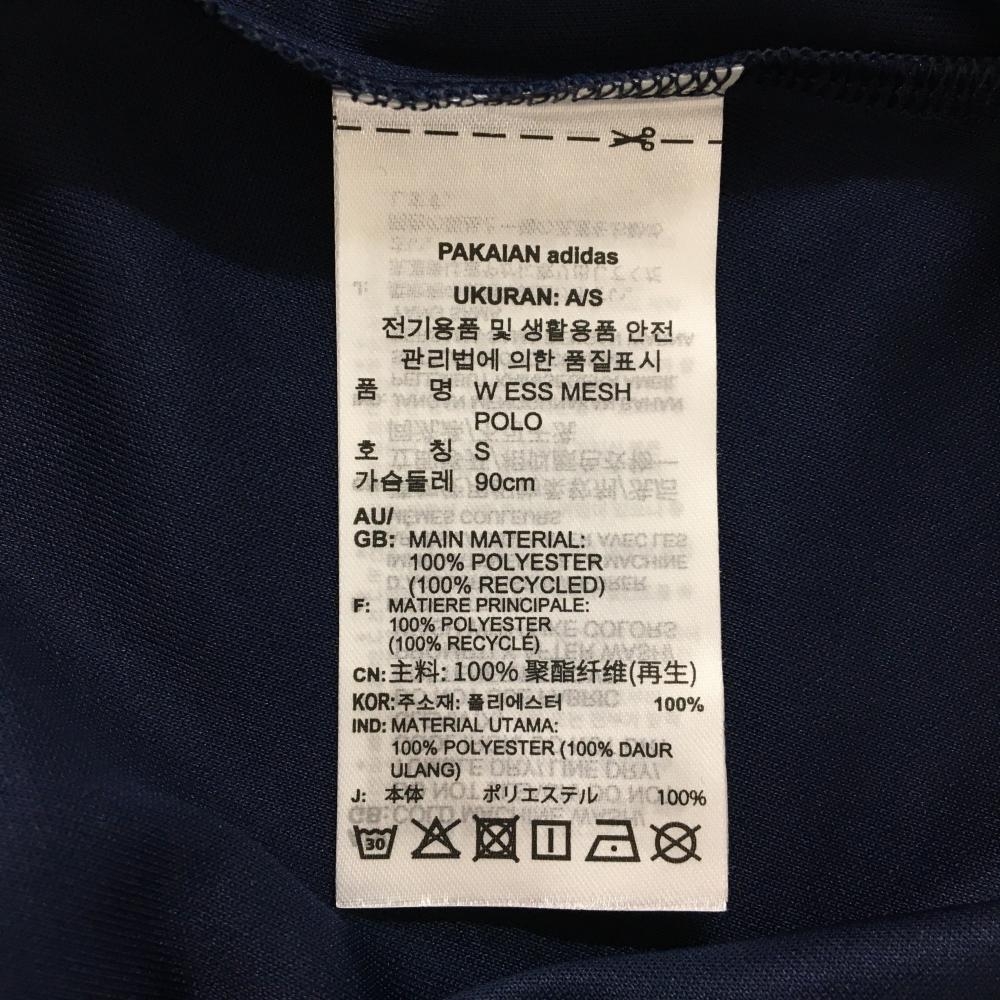 PAKAIAN adidas
UKURAN: A/S
전기용품 및 생활용품 안전
관리법에 의한 품질표시
품 명 W ESS MESH
POLO
호 칭 S
가슴둘레 90cm
AU/
GB: MAIN MATERIAL:
100% POLYESTER
(100% RECYCLED)
F: MATIERE PRINCIPALE:
100% POLYESTER
(100% RECYCLÉ)
CN: 主料: 100% 聚酯纤维(再生)
KOR: 주소재: 폴리에스터 100%
IND: MATERIAL UTAMA:
100% POLYESTER (100% DAUR
ULANG)
J: 本体 ポリエステル 100%
30